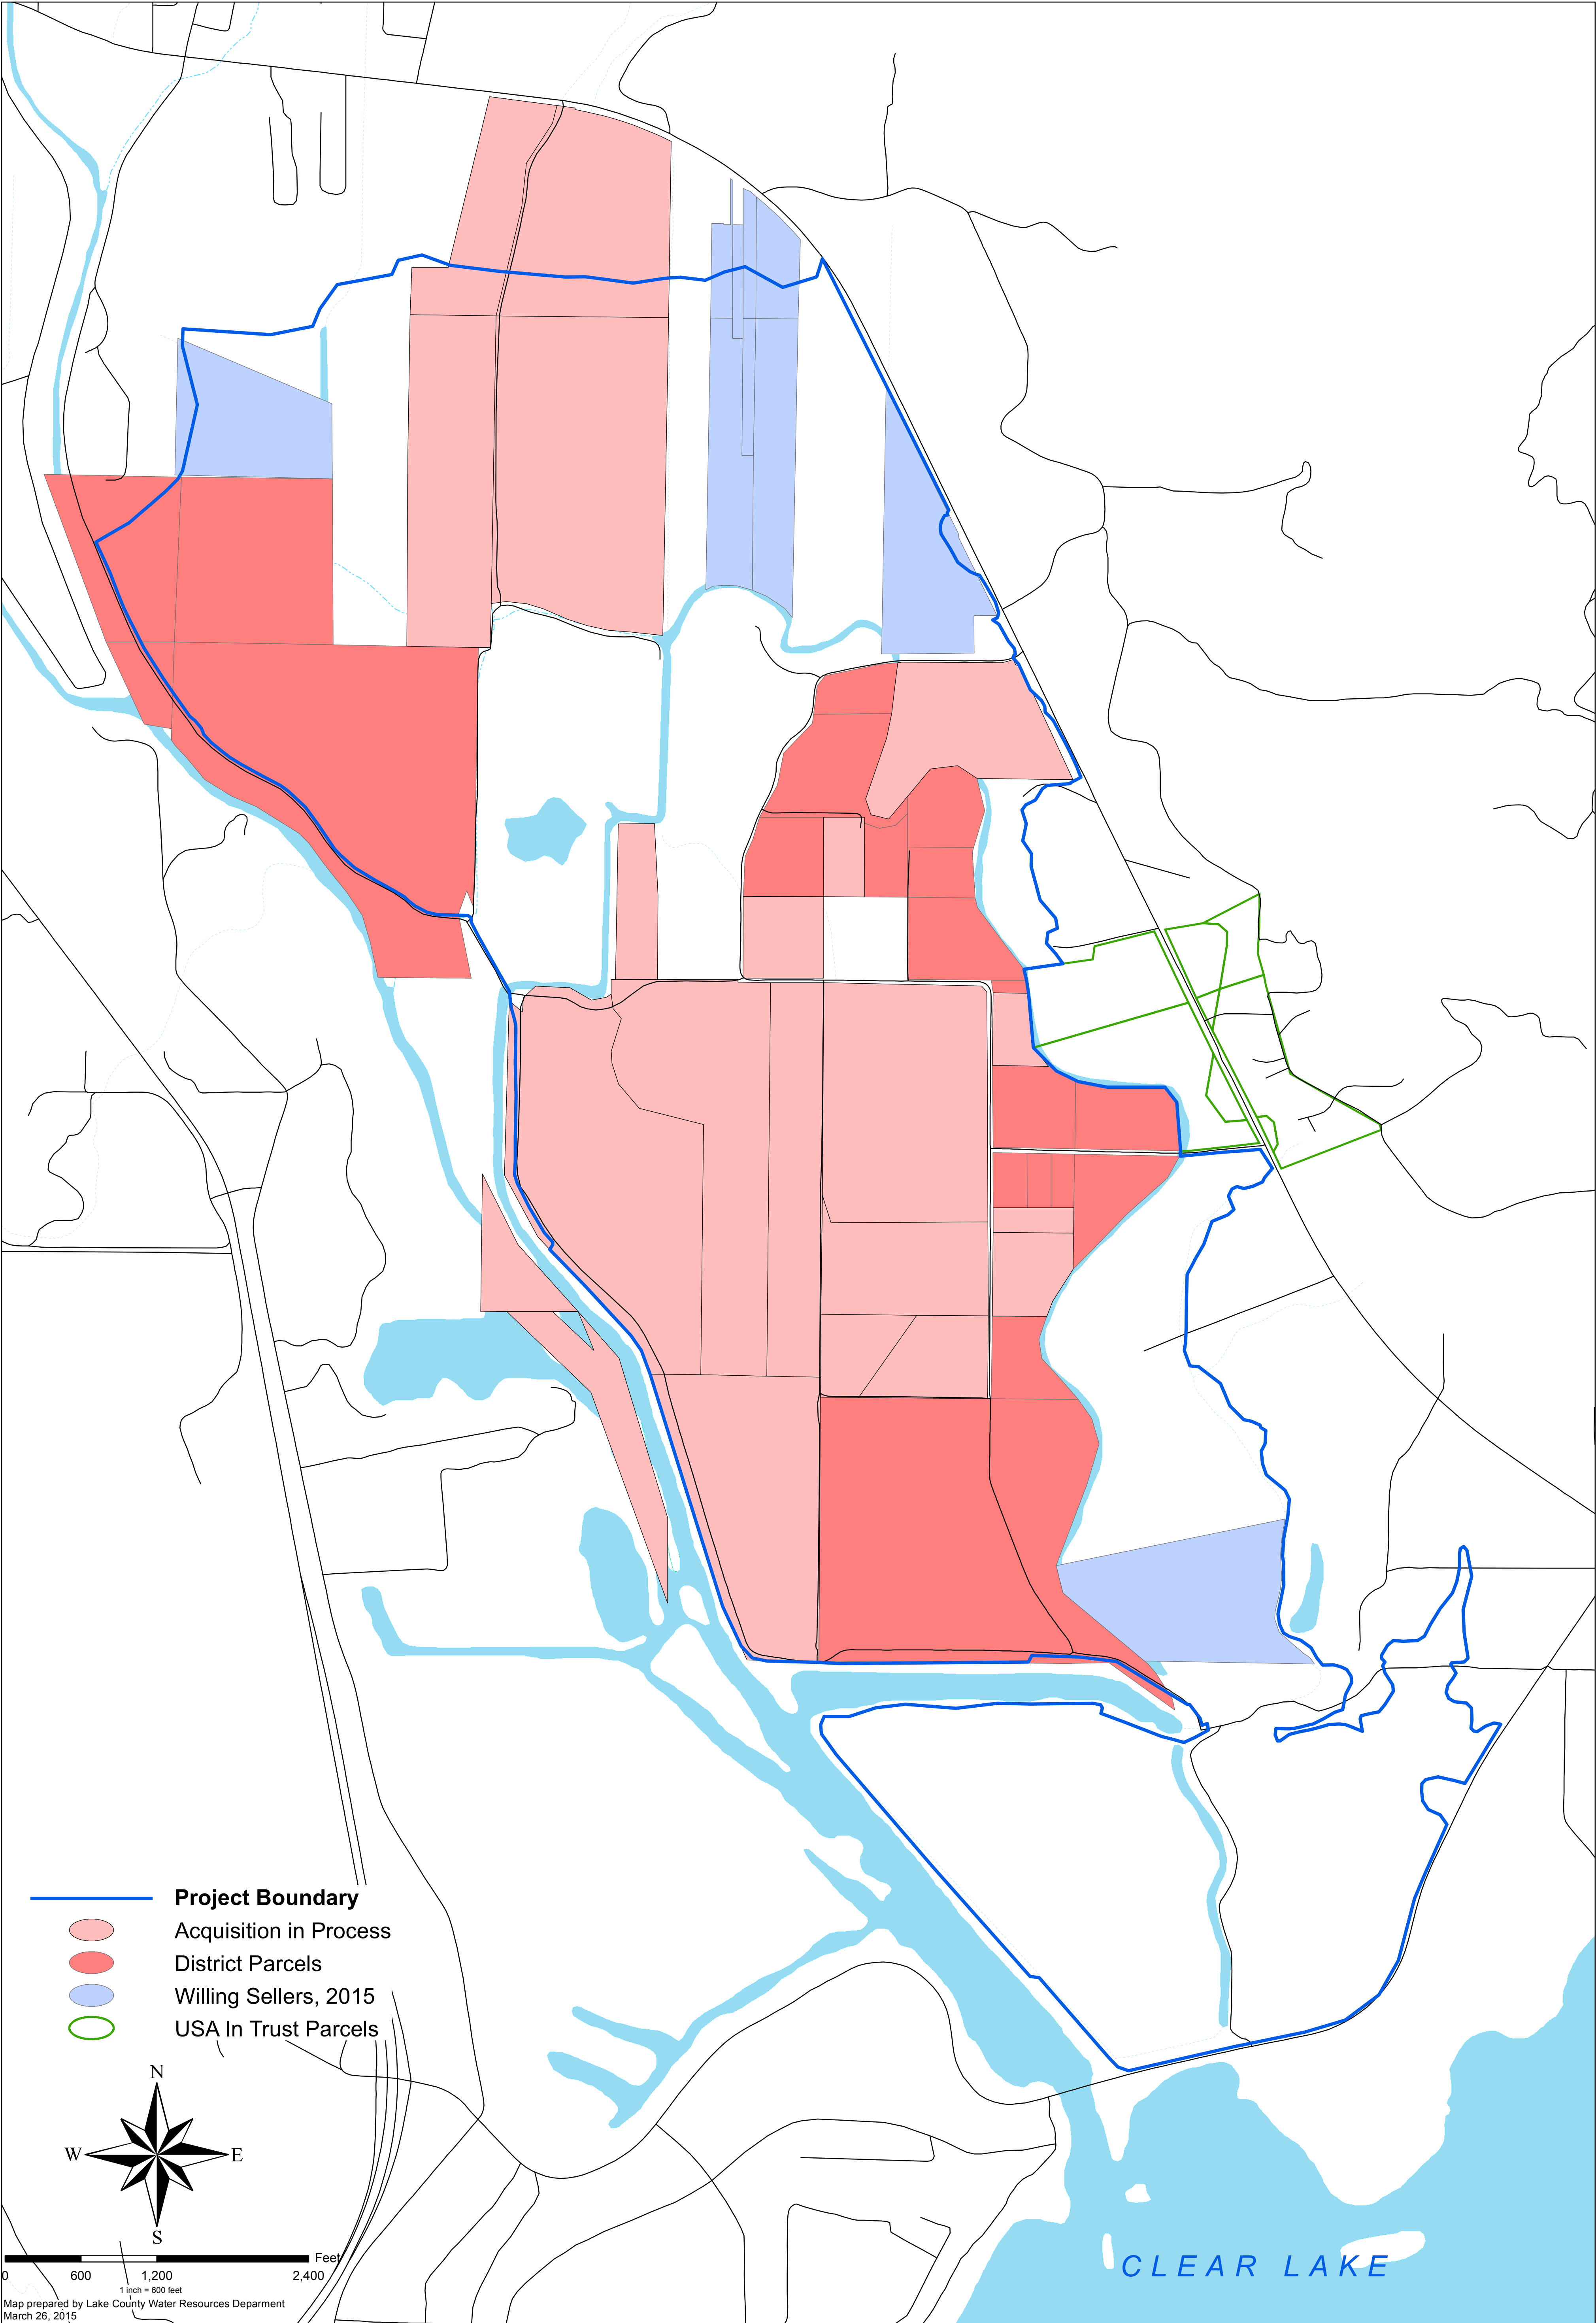 Project Boundary
Acquisition in Process
District Parcels
Willing Sellers, 2015
USA In Trust Parcels
N
W E
S
Feet
0 600 1,200 2,400
1 inch = 600 feet
Map prepared by Lake County Water Resources Deparment
March 26, 2015
CLEAR LAKE